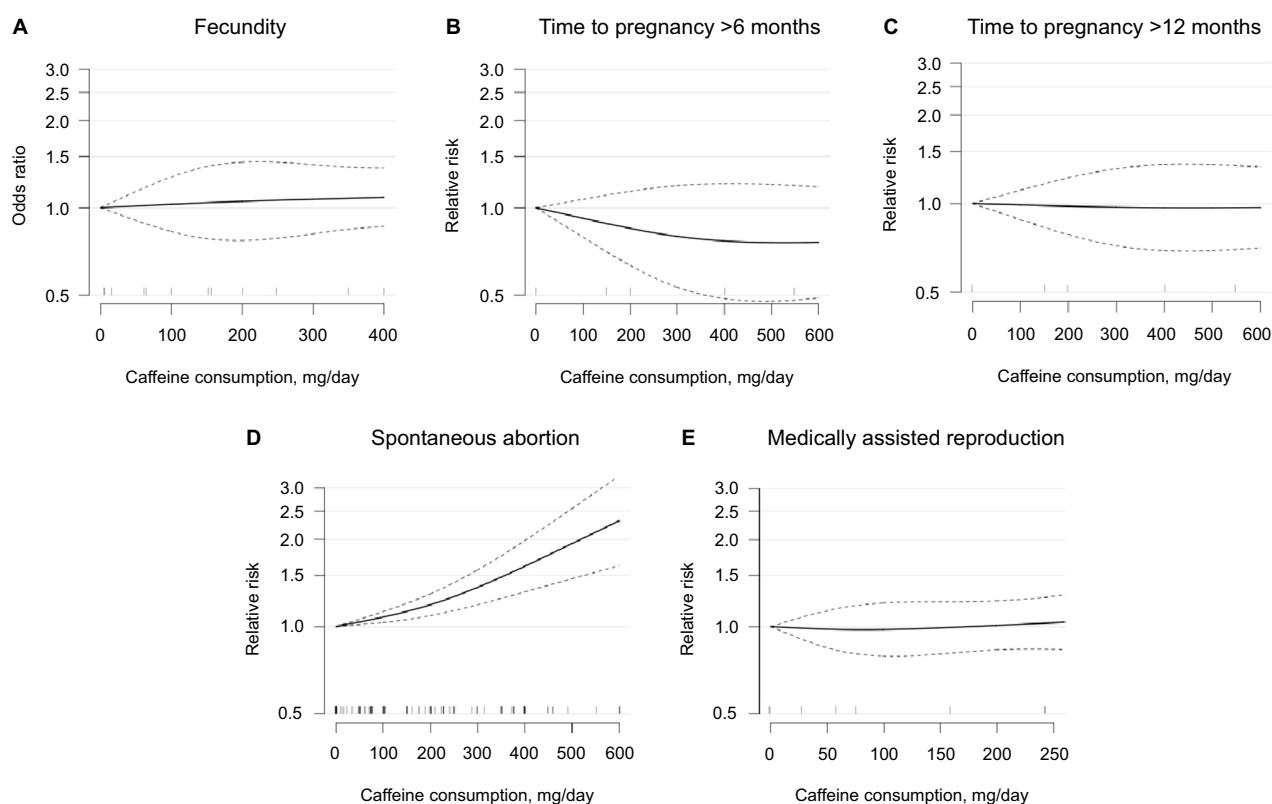 A Fecundity
3.0
2.5
2.0
1.5
1.0
0.5
Odds ratio
0 100 200 300 400
Caffeine consumption, mg/day
B Time to pregnancy >6 months
3.0
2.5
2.0
1.5
1.0
0.5
Relative risk
0 100 200 300 400 500 600
Caffeine consumption, mg/day
C Time to pregnancy >12 months
3.0
2.5
2.0
1.5
1.0
0.5
Relative risk
0 100 200 300 400 500 600
Caffeine consumption, mg/day
D Spontaneous abortion
3.0
2.5
2.0
1.5
1.0
0.5
Relative risk
0 100 200 300 400 500 600
Caffeine consumption, mg/day
E Medically assisted reproduction
3.0
2.5
2.0
1.5
1.0
0.5
Relative risk
0 50 100 150 200 250
Caffeine consumption, mg/day